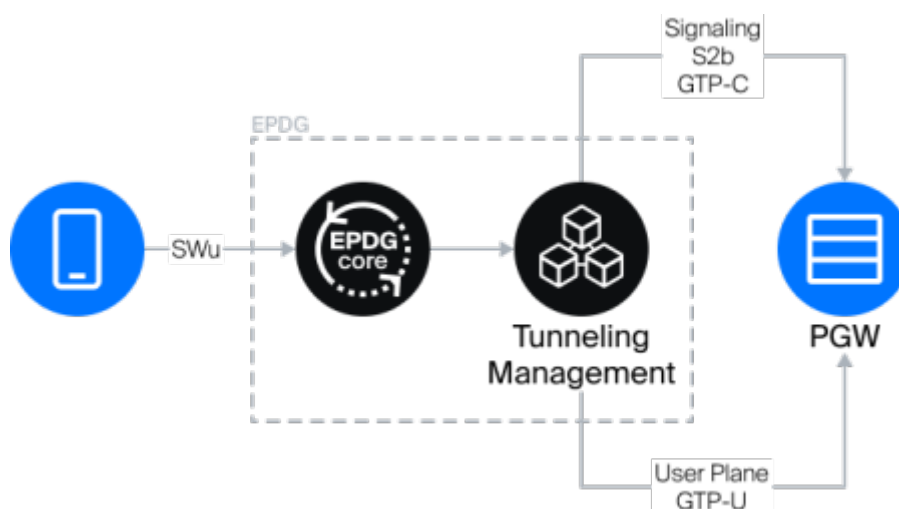 Signaling
S2b
GTP-C
EPDG
SWu
EPDG
core
Tunneling
Management
PGW
User Plane
GTP-U